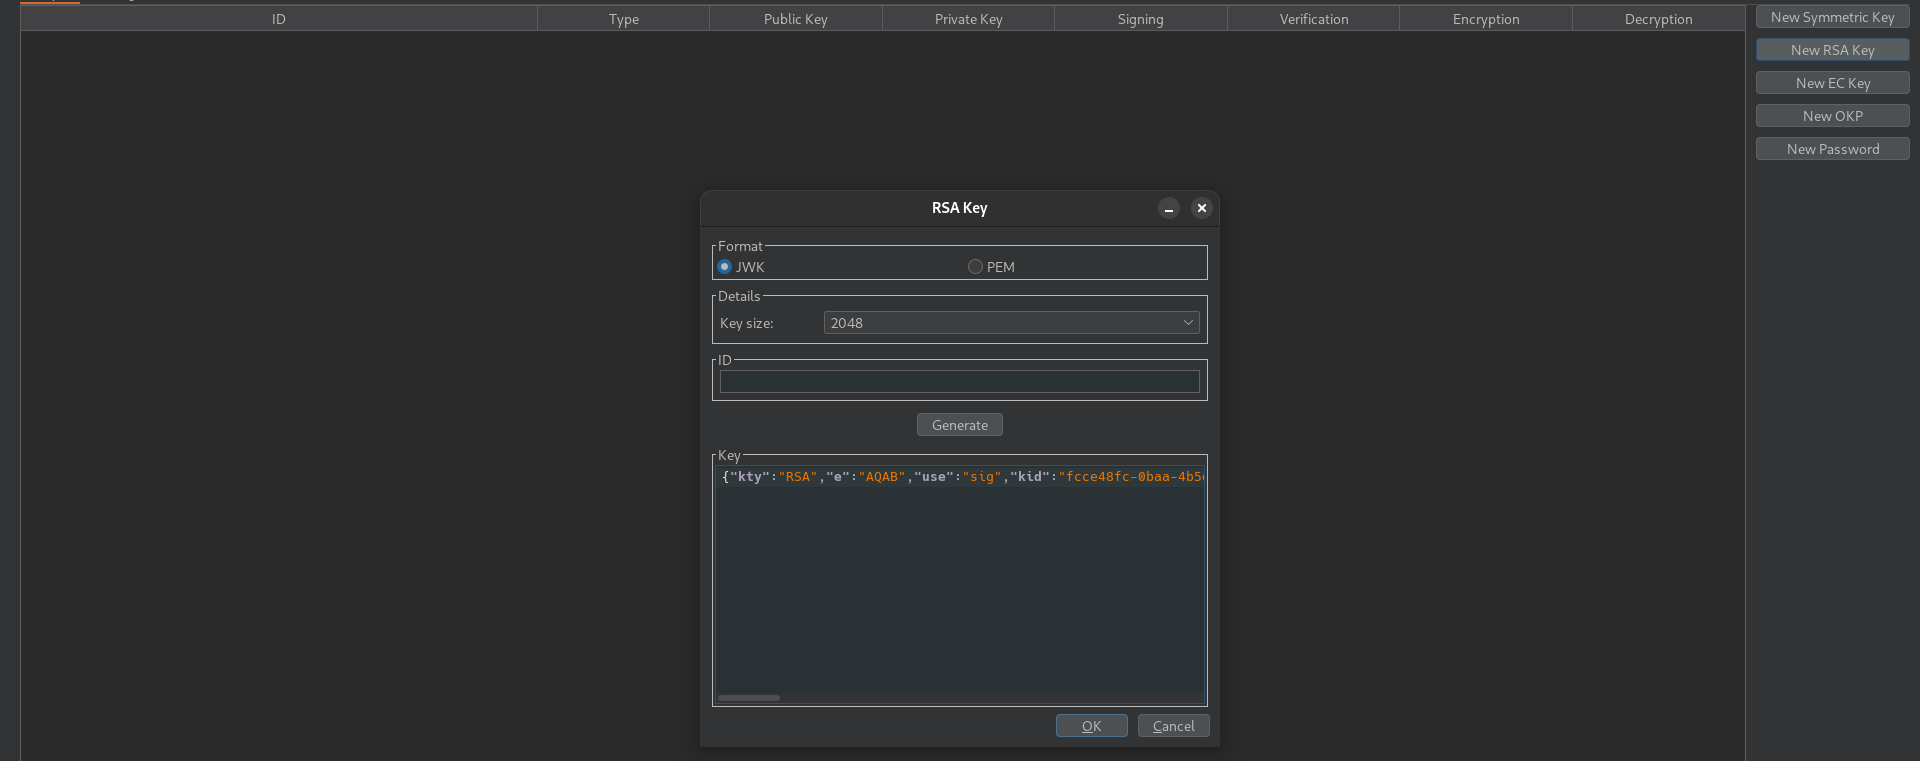 ID Type Public Key Private Key Signing Verification Encryption Decryption
New Symmetric Key
New RSA Key
New EC Key
New OKP
New Password
RSA Key
Format
JWK PEM
Details
Key size: 2048
ID
Generate
Key
{"kty":"RSA","e":"AQAB","use":"sig","kid":"fcce48fc-0baa-4b5
OK Cancel